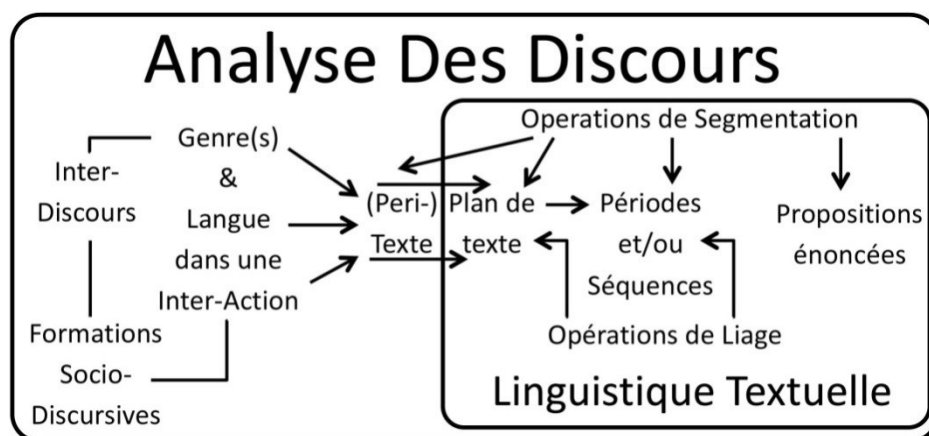 Analyse Des Discours
Operations de Segmentation
Genre(s)
&
Langue
dans une
Inter-Action
Inter-
Discours
Formations
Socio-
Discursives
(Peri-)
Texte
Plan de
texte
Périodes
et/ou
Séquences
Propositions
énoncées
Opérations de Liage
Linguistique Textuelle